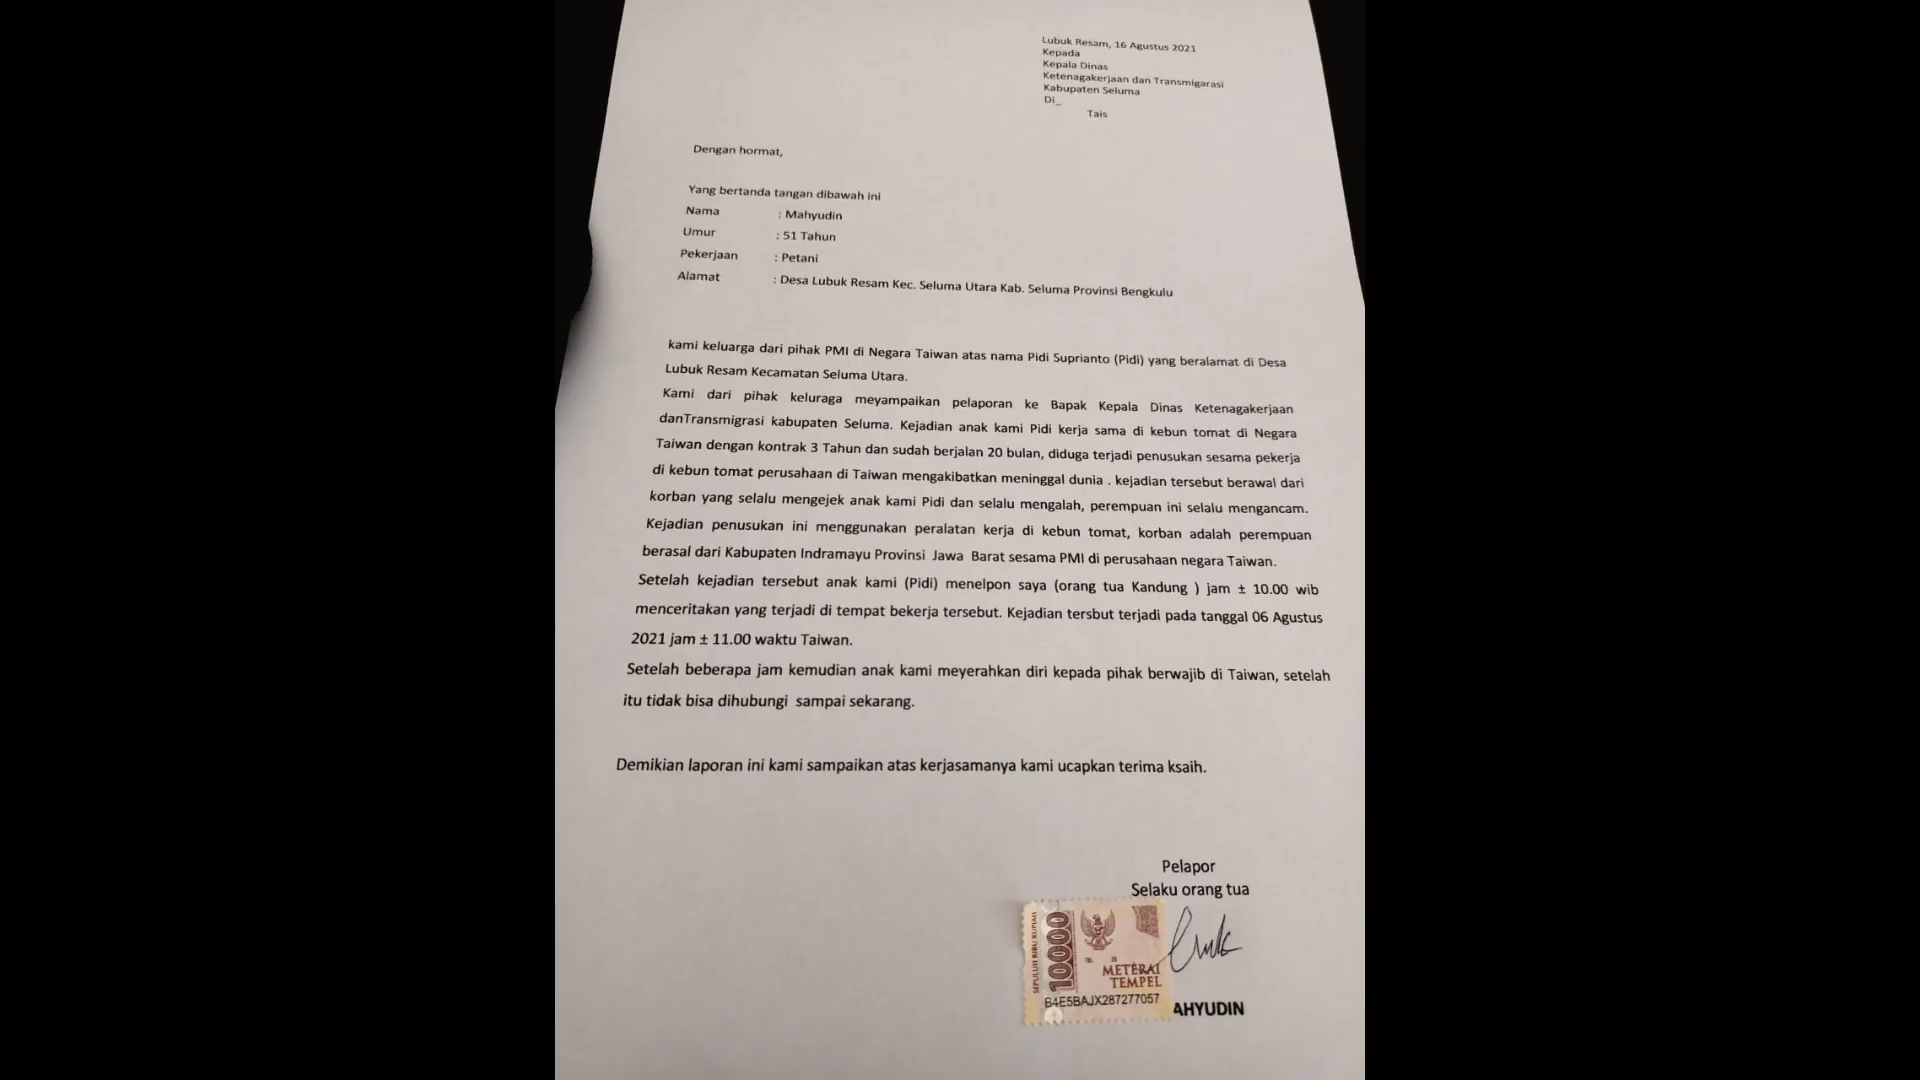 Lubuk Resam, 16 Agustus 2021
Kepada
Kepala Dinas
Ketenagakerjaan dan Transmigarasi
Kabupaten Seluma
Di_
Tais
Dengan hormat,
Yang bertanda tangan dibawah ini
Nama : Mahyudin
Umur : 51 Tahun
Pekerjaan : Petani
Alamat : Desa Lubuk Resam Kec. Seluma Utara Kab. Seluma Provinsi Bengkulu
kami keluarga dari pihak PMI di Negara Taiwan atas nama Pidi Suprianto (Pidi) yang beralamat di Desa
Lubuk Resam Kecamatan Seluma Utara.
Kami dari pihak keluraga meyampaikan pelaporan ke Bapak Kepala Dinas Ketenagakerjaan
danTransmigrasi kabupaten Seluma. Kejadian anak kami Pidi kerja sama di kebun tomat di Negara
Taiwan dengan kontrak 3 Tahun dan sudah berjalan 20 bulan, diduga terjadi penusukan sesama pekerja
di kebun tomat perusahaan di Taiwan mengakibatkan meninggal dunia . kejadian tersebut berawal dari
korban yang selalu mengejek anak kami Pidi dan selalu mengalah, perempuan ini selalu mengancam.
Kejadian penusukan ini menggunakan peralatan kerja di kebun tomat, korban adalah perempuan
berasal dari Kabupaten Indramayu Provinsi Jawa Barat sesama PMI di perusahaan negara Taiwan.
Setelah kejadian tersebut anak kami (Pidi) menelpon saya (orang tua Kandung ) jam ± 10.00 wib
menceritakan yang terjadi di tempat bekerja tersebut. Kejadian tersbut terjadi pada tanggal 06 Agustus
2021 jam ± 11.00 waktu Taiwan.
Setelah beberapa jam kemudian anak kami meyerahkan diri kepada pihak berwajib di Taiwan, setelah
itu tidak bisa dihubungi sampai sekarang.
Demikian laporan ini kami sampaikan atas kerjasamanya kami ucapkan terima ksaih.
Pelapor
Selaku orang tua
SEPULUH RIBU RUPIAH
10000
METERAI
TEMPEL
B4E5BAJX287277057
AHYUDIN